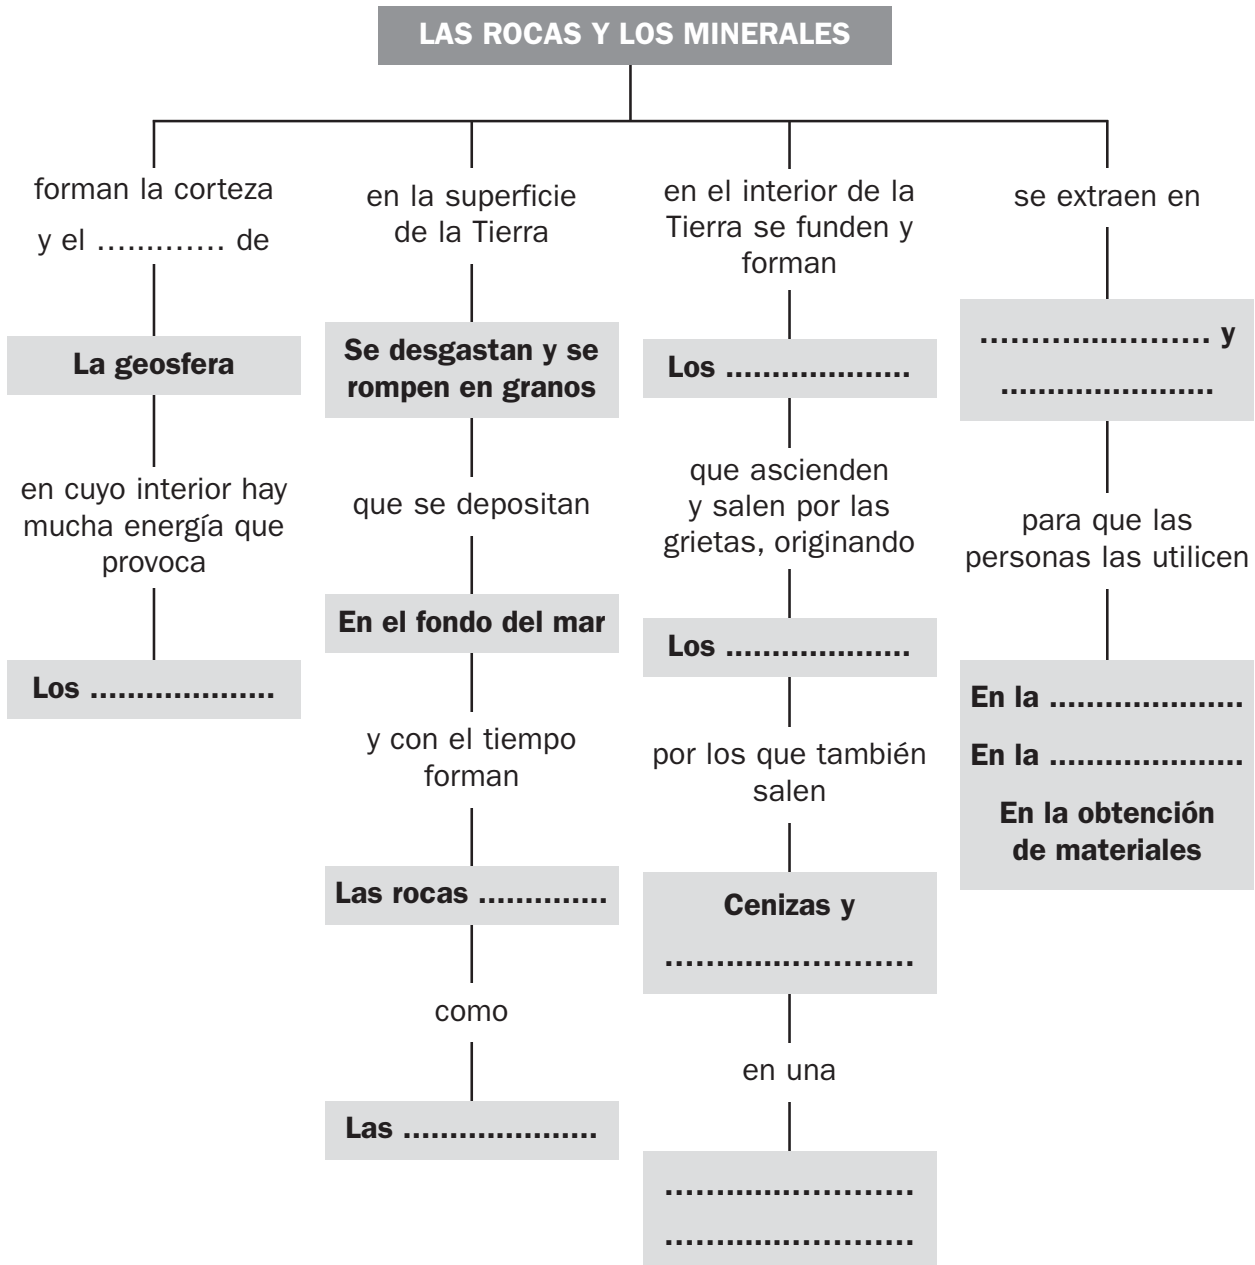 LAS ROCAS Y LOS MINERALES
forman la corteza
y el .............. de
La geosfera
en cuyo interior hay
mucha energía que
provoca
Los ....................
en la superficie
de la Tierra
Se desgastan y se
rompen en granos
que se depositan
En el fondo del mar
y con el tiempo
forman
Las rocas ..............
como
Las .....................
en el interior de la
Tierra se funden y
forman
Los ....................
que ascienden
y salen por las
grietas, originando
Los ....................
por los que también
salen
Cenizas y
...........................
en una
...........................
...........................
se extraen en
......................... y
.......................
para que las
personas las utilicen
En la .....................
En la .....................
En la obtención
de materiales